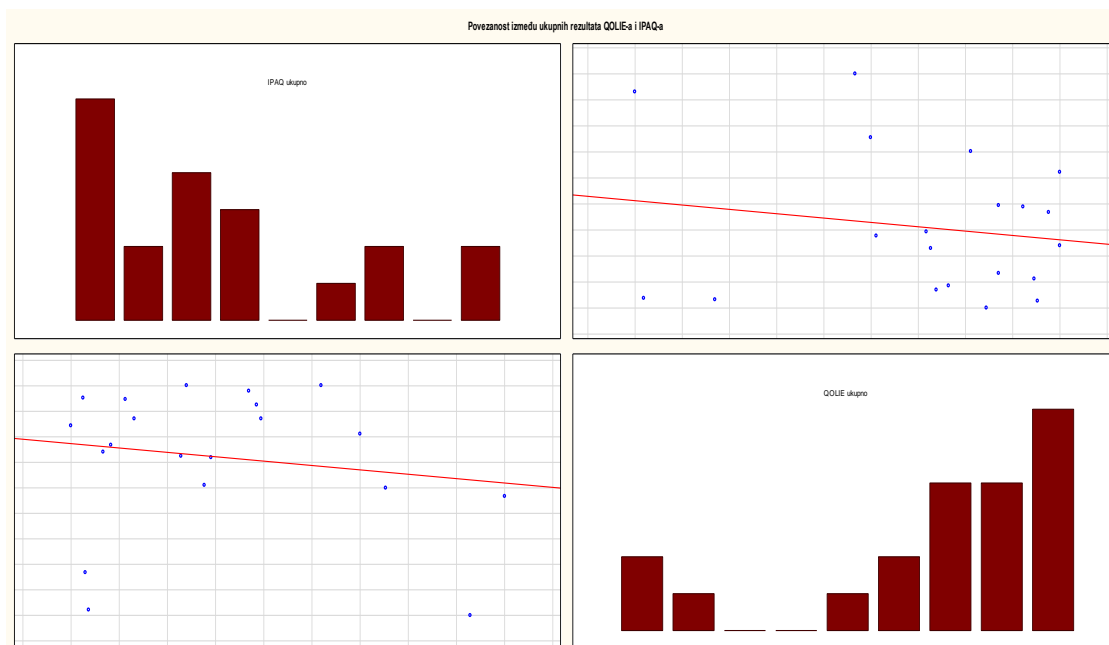 Povezanost između ukupnih rezultata QOLIE-a i IPAQ-a
IPAQ ukupno
QOLIE ukupno